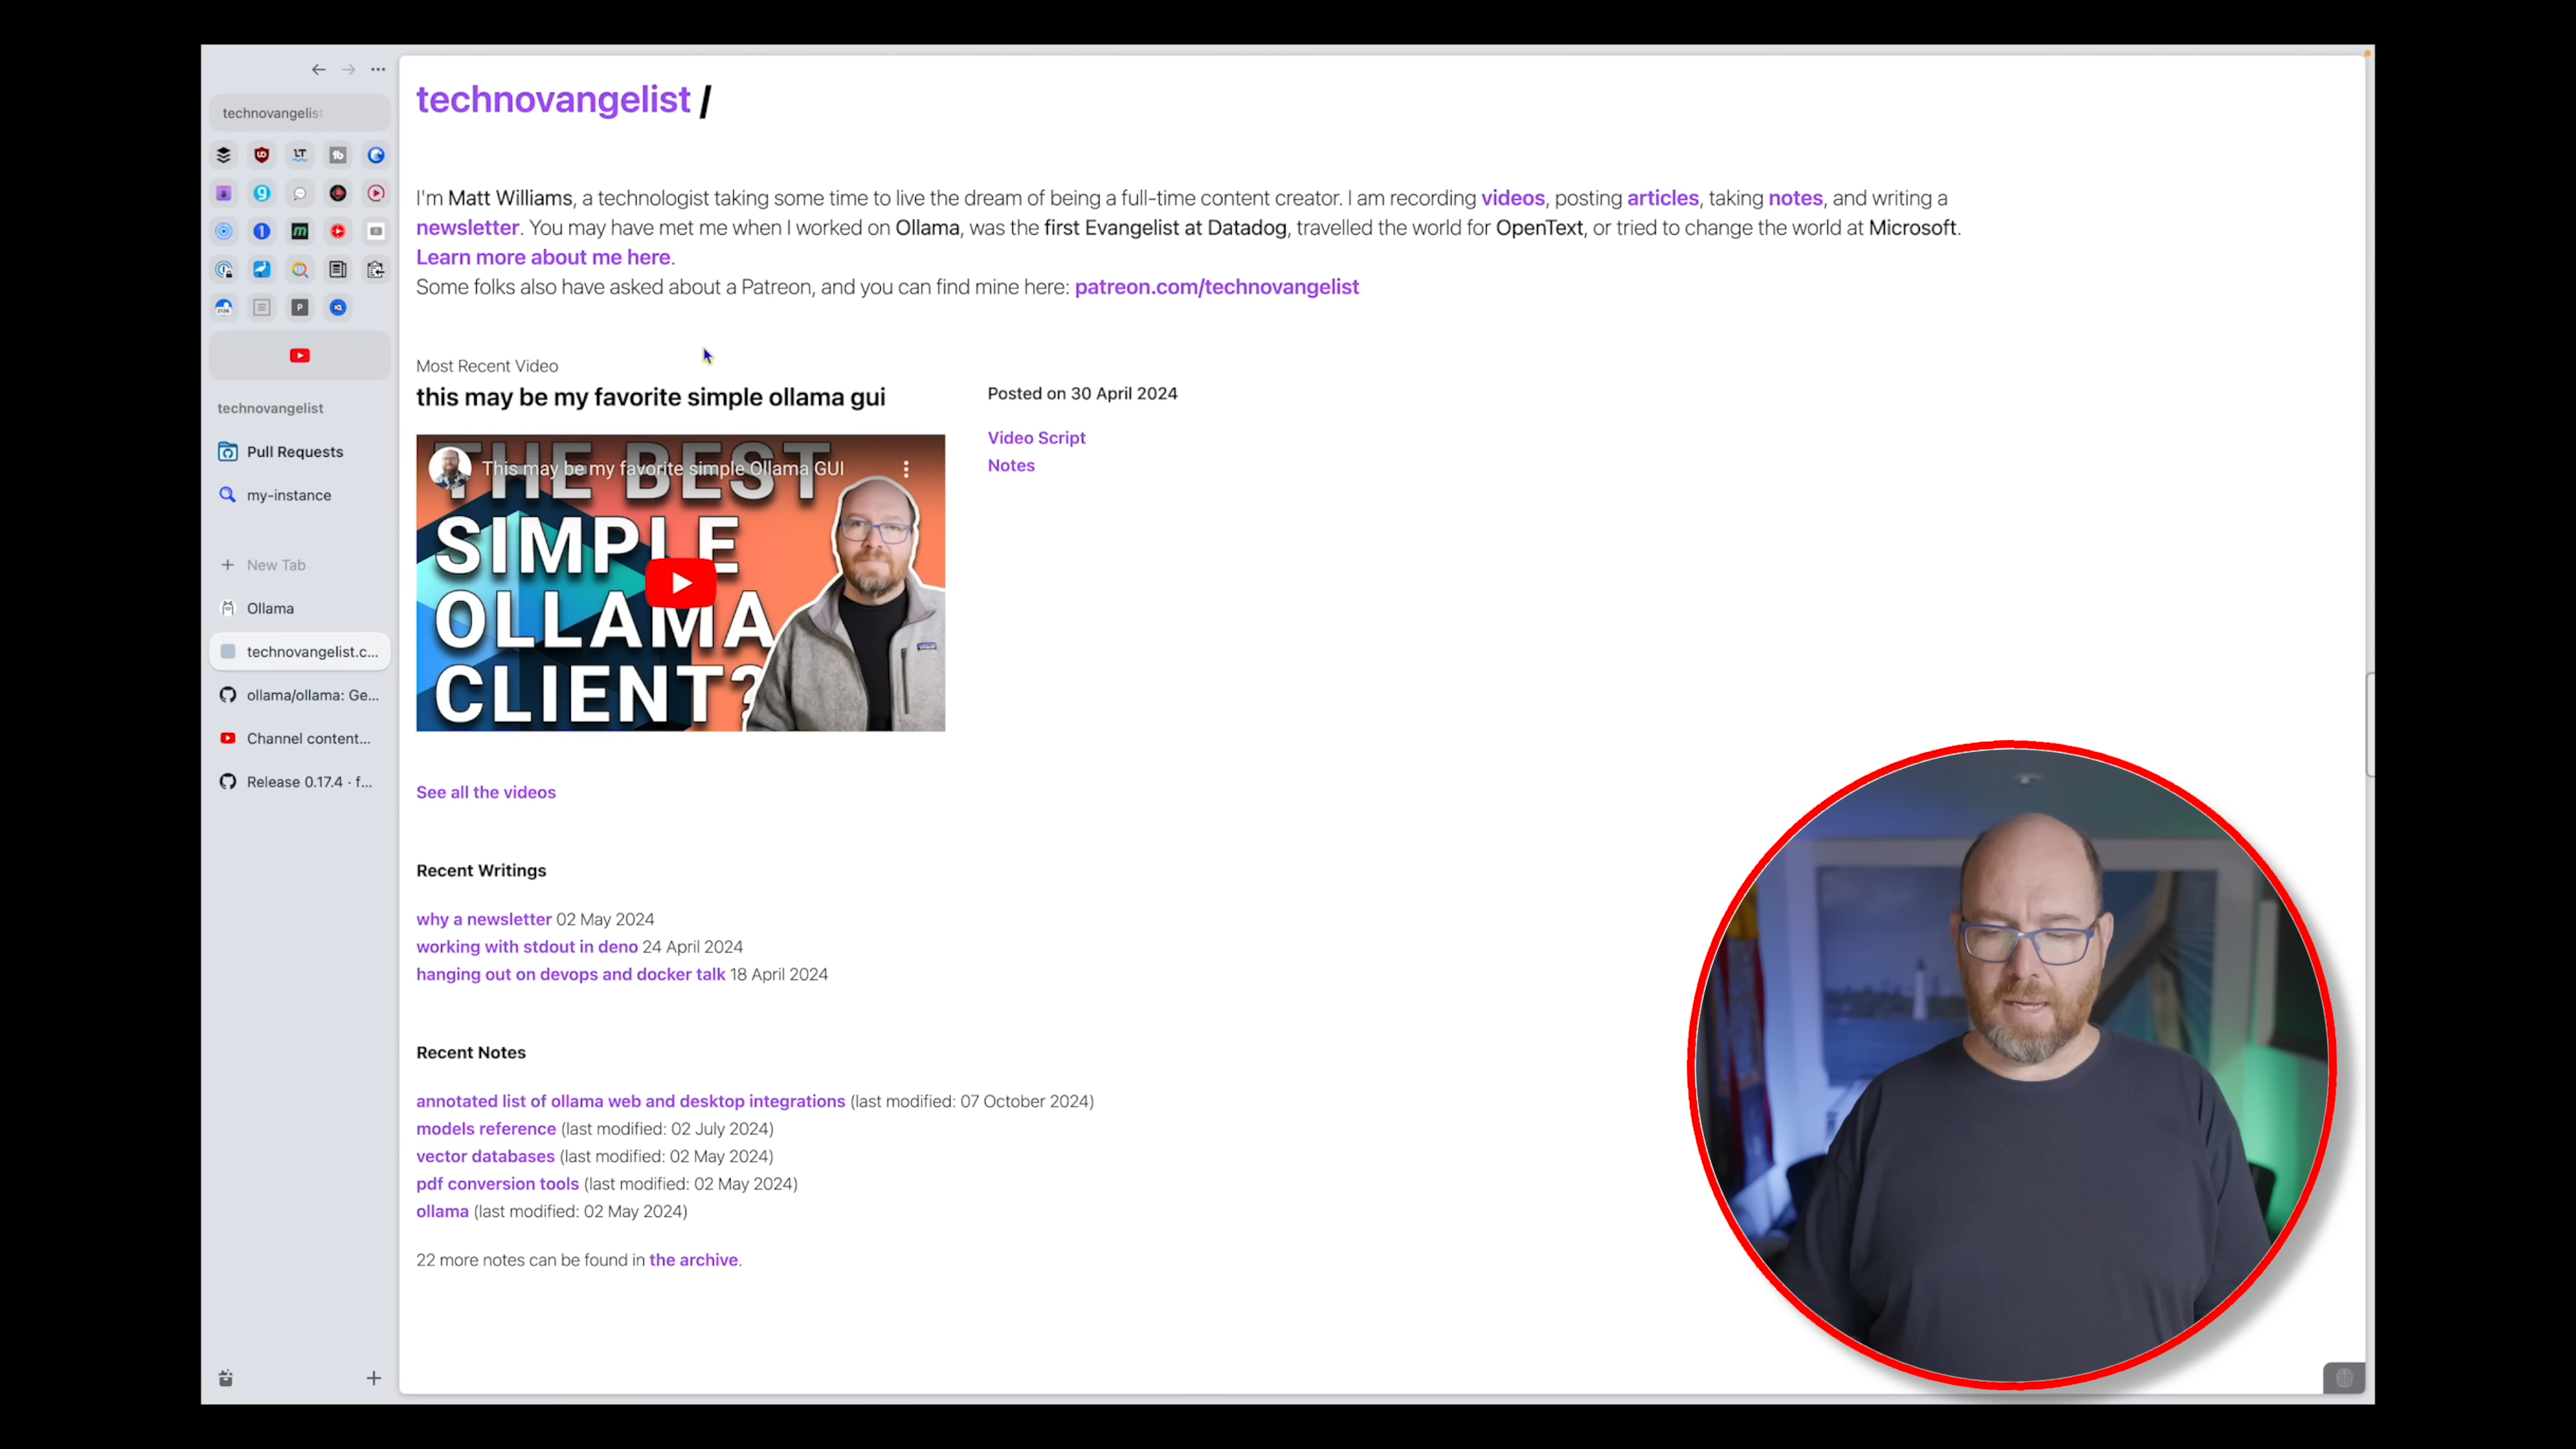 technovangelist
technovangelist
Pull Requests
my-instance
New Tab
Ollama
technovangelist.c...
ollama/ollama: Ge...
Channel content...
Release 0.17.4 · f...
technovangelist /
I'm Matt Williams, a technologist taking some time to live the dream of being a full-time content creator. I am recording videos, posting articles, taking notes, and writing a
newsletter. You may have met me when I worked on Ollama, was the first Evangelist at Datadog, travelled the world for OpenText, or tried to change the world at Microsoft.
Learn more about me here.
Some folks also have asked about a Patreon, and you can find mine here: patreon.com/technovangelist
Most Recent Video
this may be my favorite simple ollama gui
Posted on 30 April 2024
Video Script
Notes
This may be my favorite simple Ollama GUI
THE BEST
SIMPLE
OLLAMA
CLIENT?
See all the videos
Recent Writings
why a newsletter 02 May 2024
working with stdout in deno 24 April 2024
hanging out on devops and docker talk 18 April 2024
Recent Notes
annotated list of ollama web and desktop integrations (last modified: 07 October 2024)
models reference (last modified: 02 July 2024)
vector databases (last modified: 02 May 2024)
pdf conversion tools (last modified: 02 May 2024)
ollama (last modified: 02 May 2024)
22 more notes can be found in the archive.